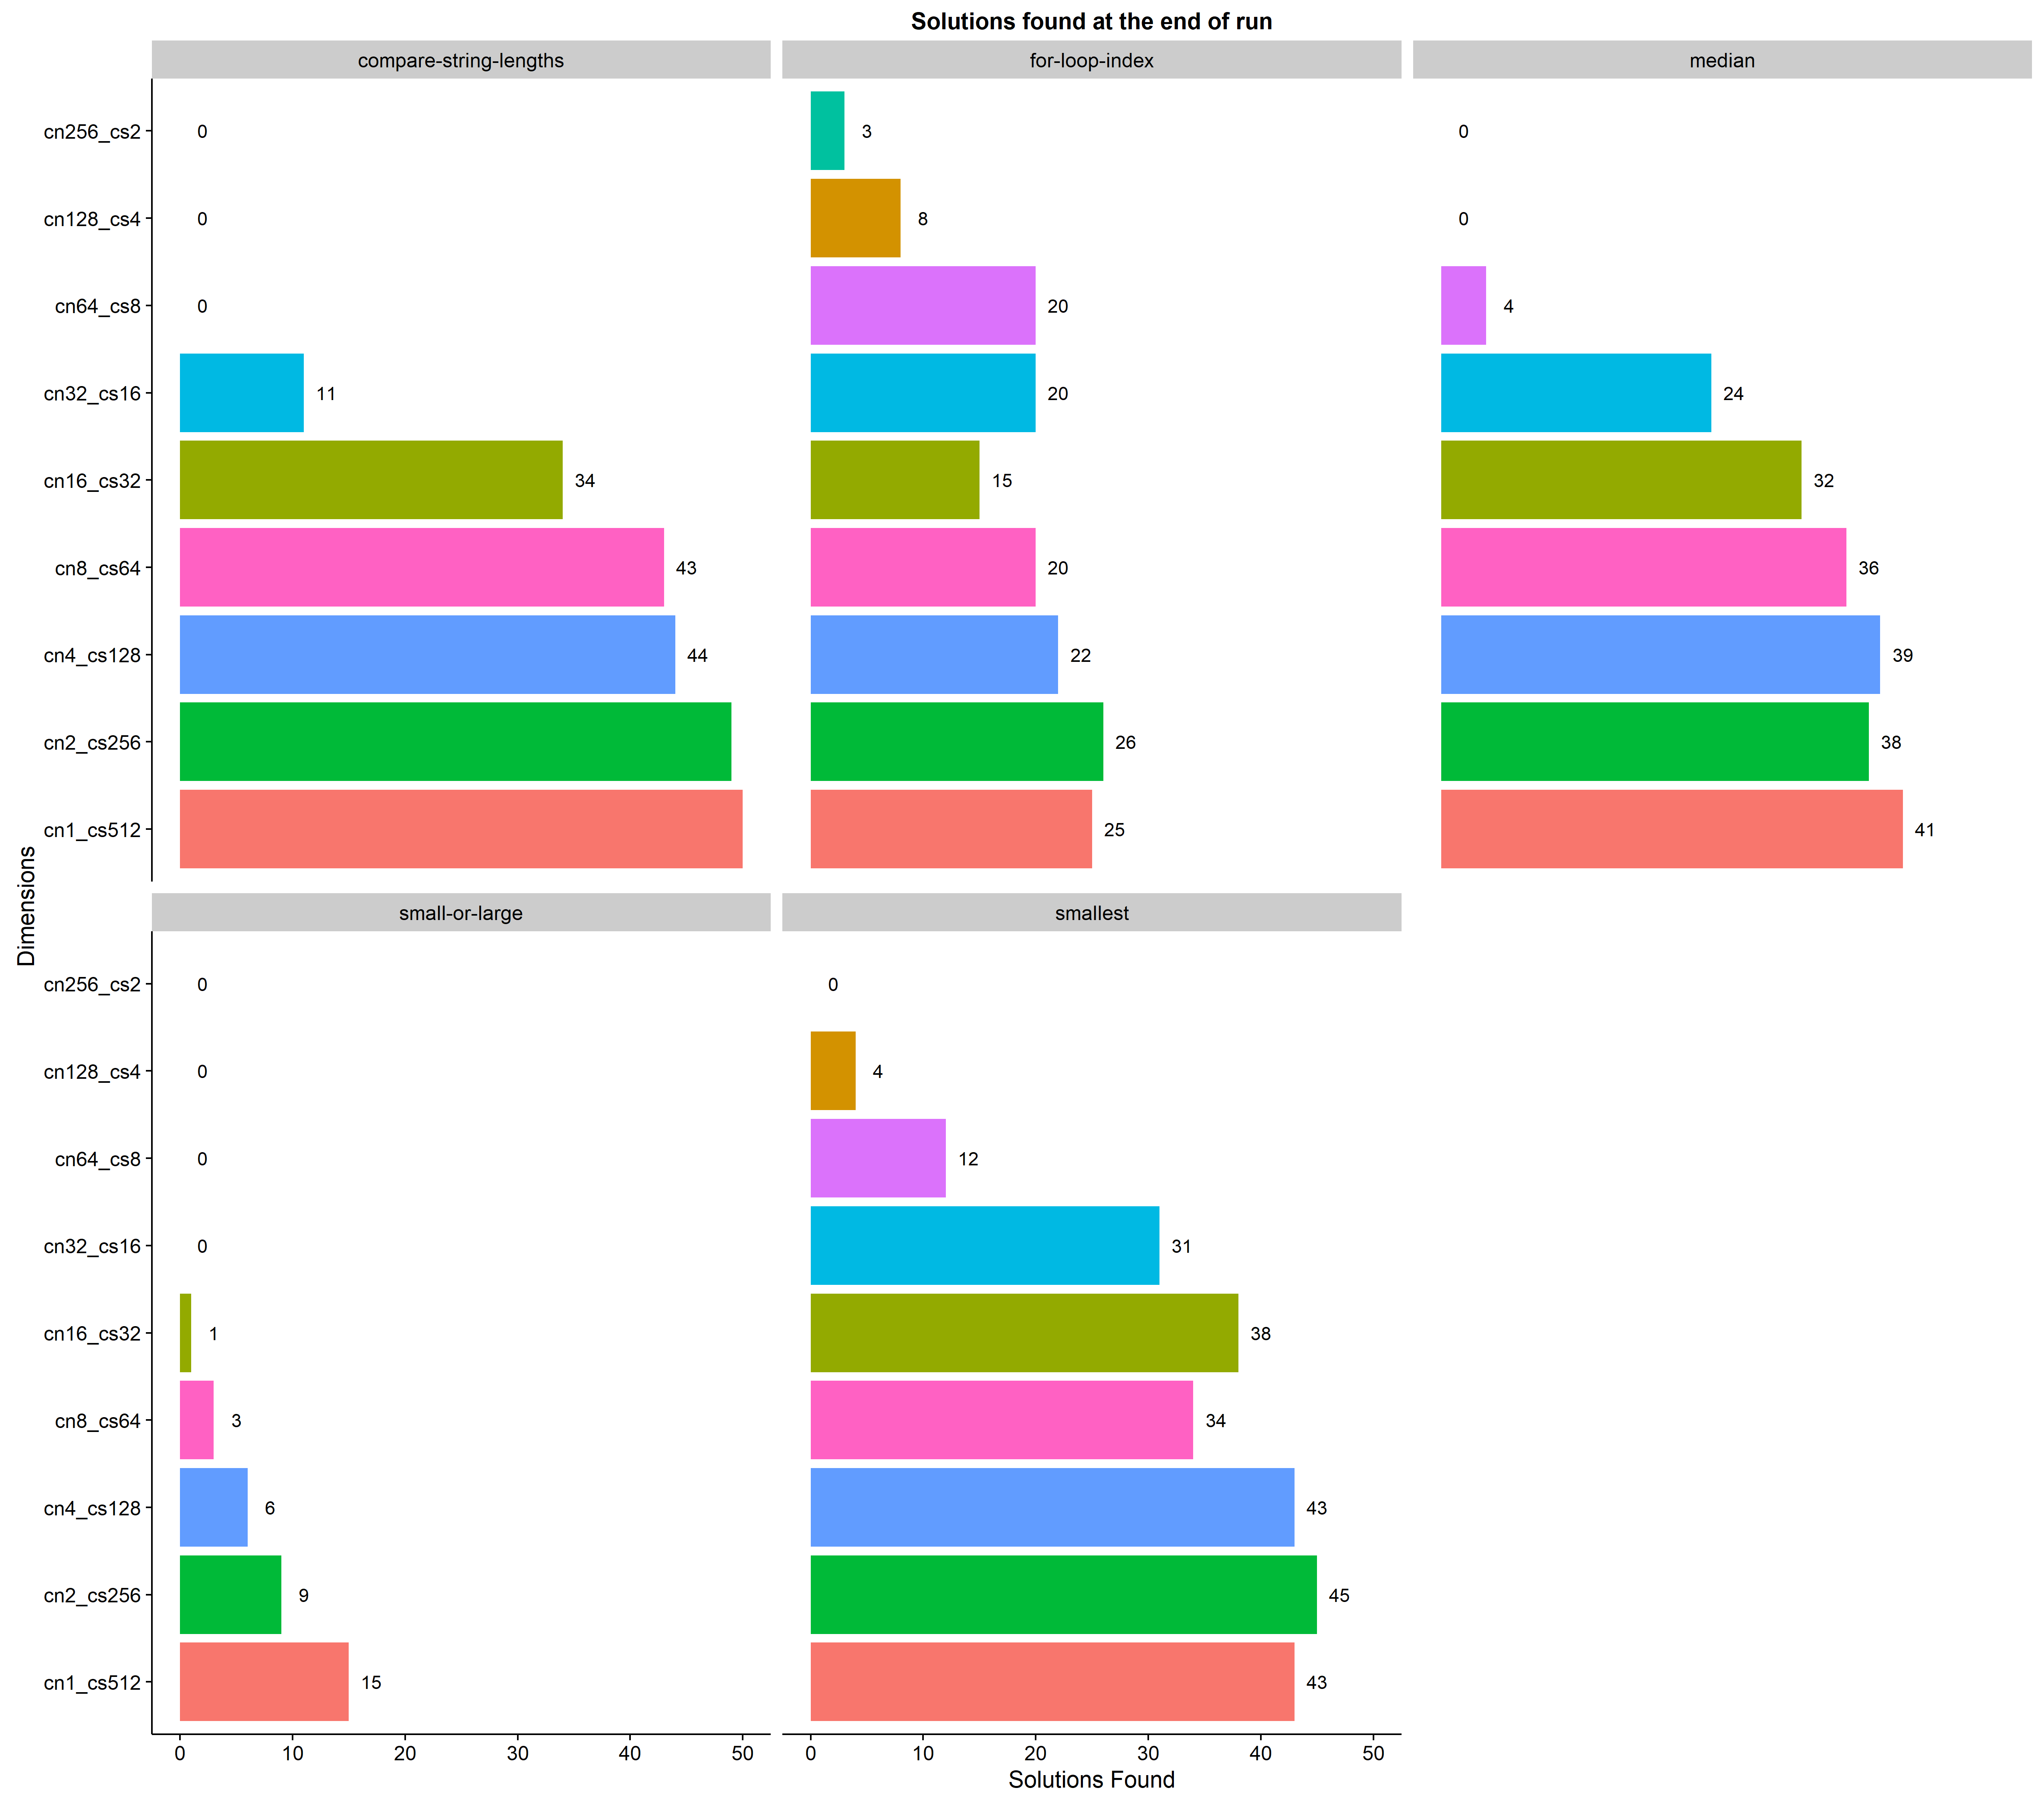 Solutions found at the end of run
compare-string-lengths
for-loop-index
median
cn256_cs2 0 3 0
cn128_cs4 0 8 0
cn64_cs8 0 20 4
cn32_cs16 11 20 24
cn16_cs32 34 15 32
cn8_cs64 43 20 36
cn4_cs128 44 22 39
cn2_cs256 26 38
cn1_cs512 25 41
Dimensions
small-or-large
smallest
cn256_cs2 0 0
cn128_cs4 0 4
cn64_cs8 0 12
cn32_cs16 0 31
cn16_cs32 1 38
cn8_cs64 3 34
cn4_cs128 6 43
cn2_cs256 9 45
cn1_cs512 15 43
0 10 20 30 40 50
0 10 20 30 40 50
Solutions Found